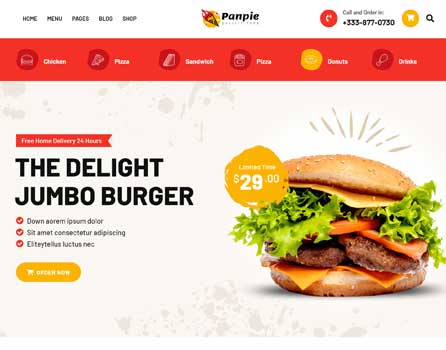 HOME MENU PAGES BLOG SHOP
Panpie
Call and Order in:
+333-877-0730
Chicken Pizza Sandwich Pizza Donuts Drinks
Free Home Delivery 24 Hours
THE DELIGHT
JUMBO BURGER
Limited Time
$29.00
Down aorem ipsum dolor
Sit amet consectetur adipiscing
Eliteytellus luctus nec
ORDER NOW